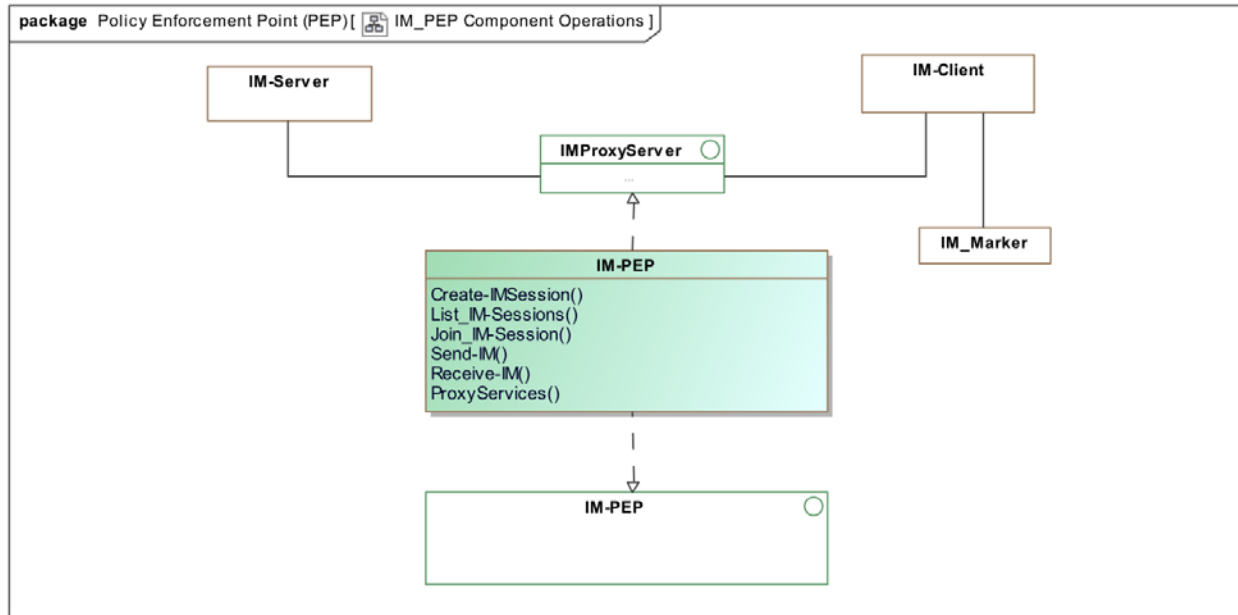 package Policy Enforcement Point (PEP) [ IM_PEP Component Operations ]
IM-Server
IM-Client
IMProxyServer
...
IM_Marker
IM-PEP
Create-IMSession()
List_IM-Sessions()
Join_IM-Session()
Send-IM()
Receive-IM()
ProxyServices()
IM-PEP